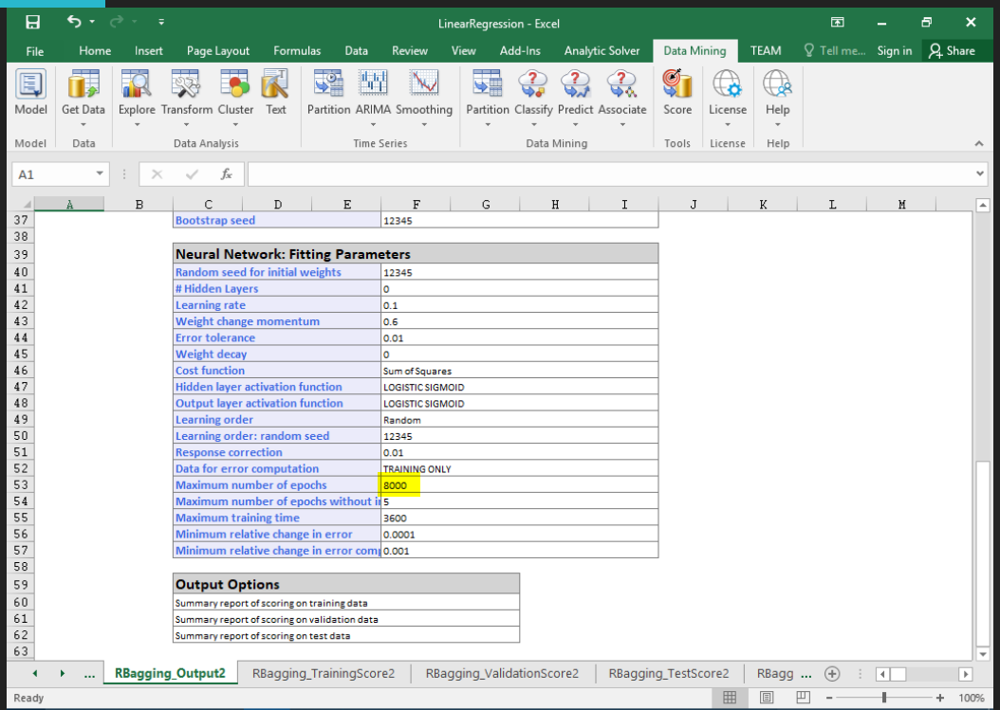 LinearRegression - Excel
File Home Insert Page Layout Formulas Data Review View Add-Ins Analytic Solver Data Mining TEAM Tell me... Sign in Share
Model Get Data Explore Transform Cluster Text Partition ARIMA Smoothing Partition Classify Predict Associate Score License Help
Model Data Data Analysis Time Series Data Mining Tools License Help
A1 fx
A B C D E F G H I J K L M
37 Bootstrap seed 12345
38
39 Neural Network: Fitting Parameters
40 Random seed for initial weights 12345
41 # Hidden Layers 0
42 Learning rate 0.1
43 Weight change momentum 0.6
44 Error tolerance 0.01
45 Weight decay 0
46 Cost function Sum of Squares
47 Hidden layer activation function LOGISTIC SIGMOID
48 Output layer activation function LOGISTIC SIGMOID
49 Learning order Random
50 Learning order: random seed 12345
51 Response correction 0.01
52 Data for error computation TRAINING ONLY
53 Maximum number of epochs 8000
54 Maximum number of epochs without i 5
55 Maximum training time 3600
56 Minimum relative change in error 0.0001
57 Minimum relative change in error com 0.001
58
59 Output Options
60 Summary report of scoring on training data
61 Summary report of scoring on validation data
62 Summary report of scoring on test data
63
... RBagging_Output2 RBagging_TrainingScore2 RBagging_ValidationScore2 RBagging_TestScore2 RBagg ...
Ready 100%